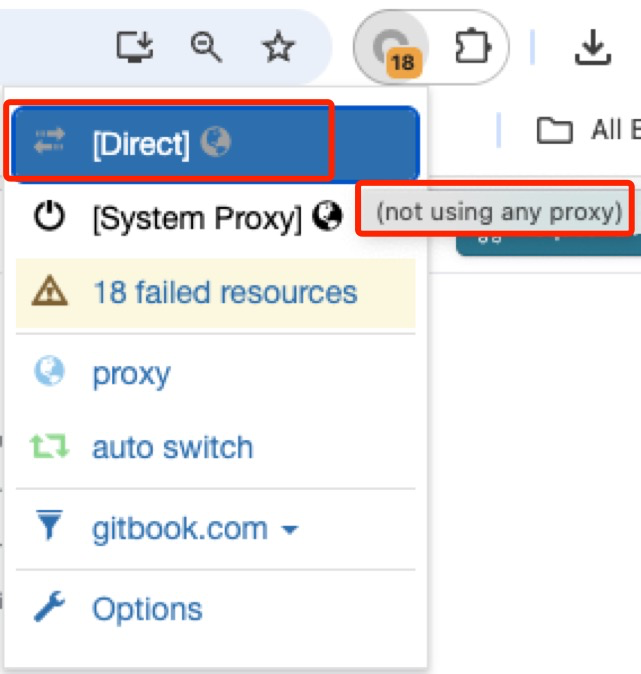 18
All
[Direct]
[System Proxy]
(not using any proxy)
18 failed resources
proxy
auto switch
gitbook.com
Options